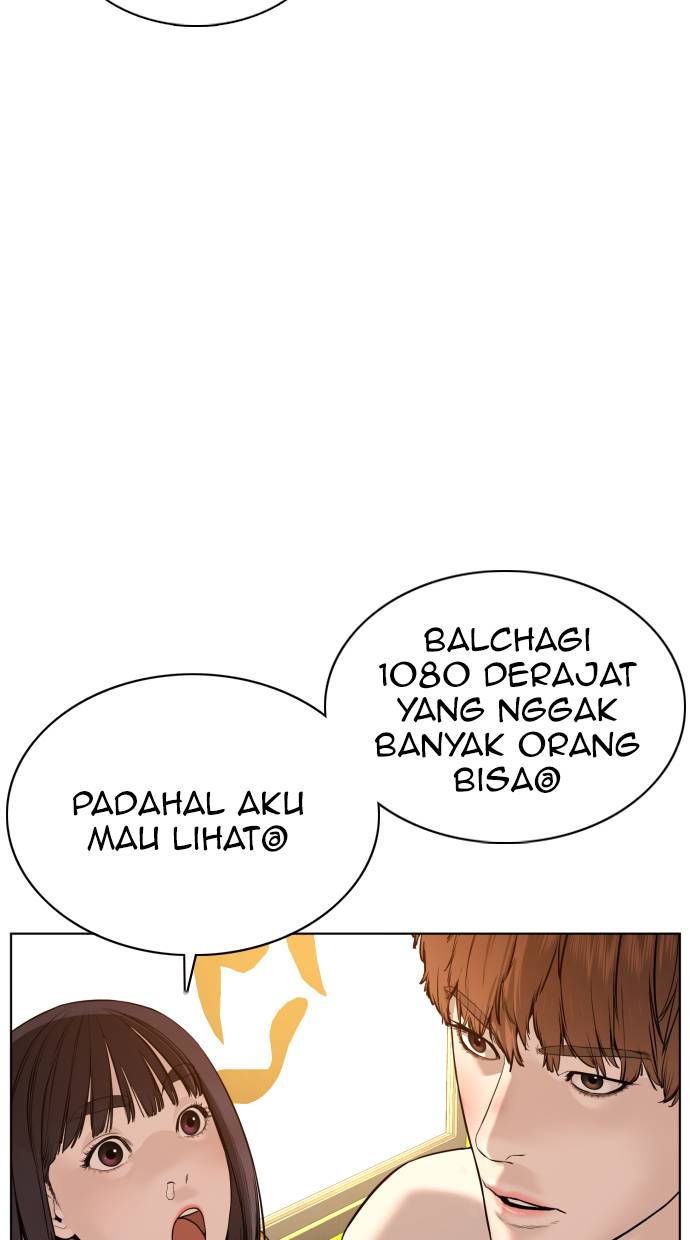 BALCHAGI
1080 DERAJAT
YANG NGGAK
BANYAK ORANG
BISA@
PADAHAL AKU
MAU LIHAT@